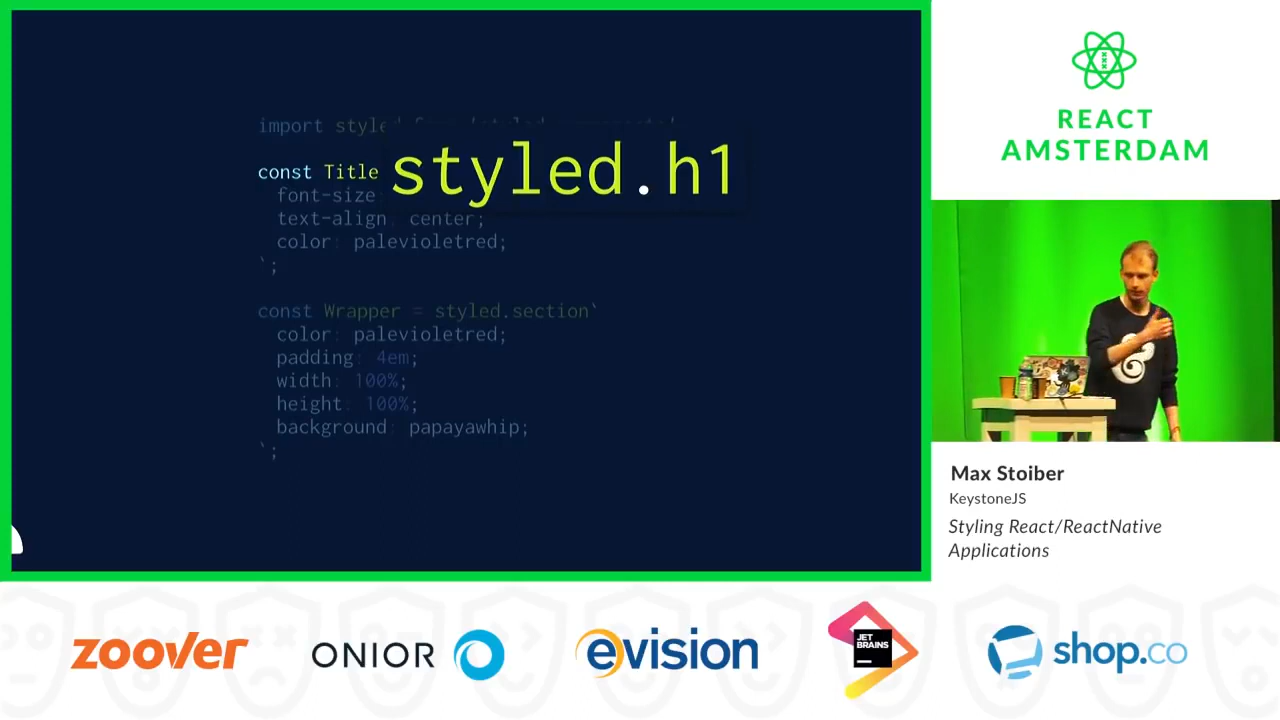 import style
const Title styled.h1
font-size
text-align: center;
color: palevioletred;
`;
const Wrapper = styled.section`
color: palevioletred;
padding: 4em;
width: 100%;
height: 100%;
background: papayawhip;
`;
REACT
AMSTERDAM
Max Stoiber
KeystoneJS
Styling React/ReactNative
Applications
zoover
ONIOR
evision
JET
BRAINS
shop.co